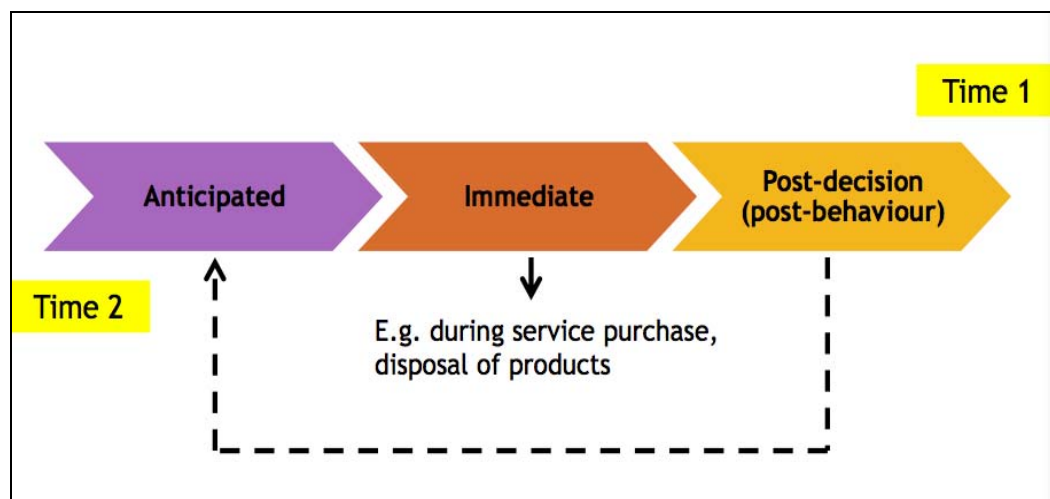 Time 1
Anticipated
Immediate
Post-decision
(post-behaviour)
Time 2
E.g. during service purchase,
disposal of products